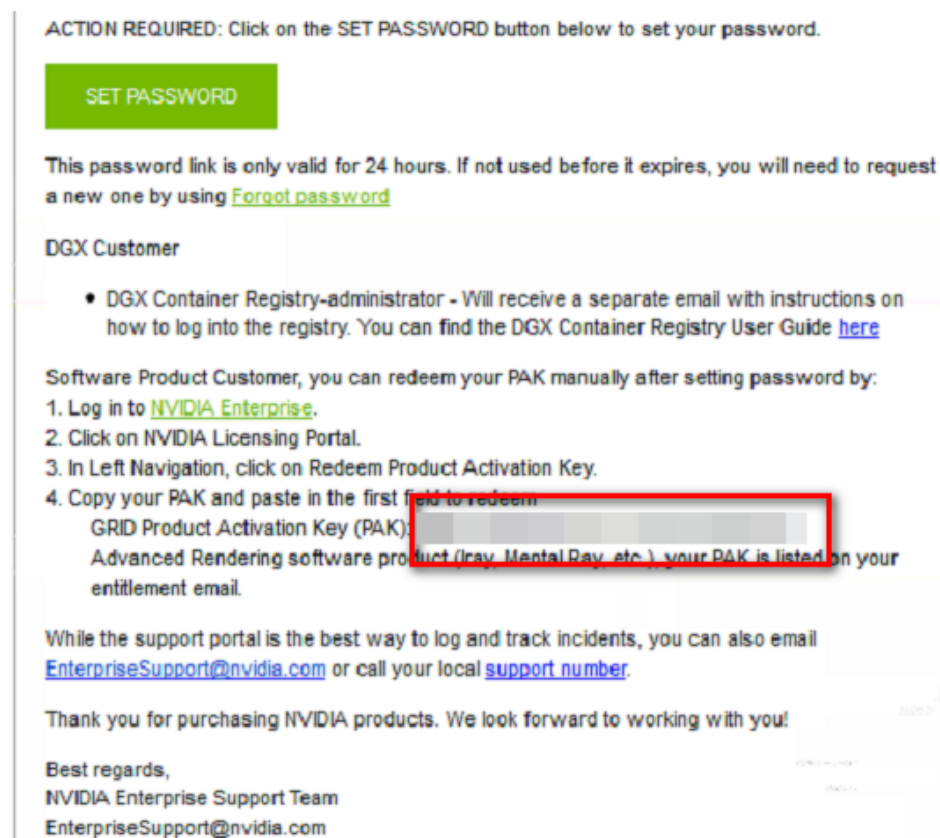 ACTION REQUIRED: Click on the SET PASSWORD button below to set your password.
SET PASSWORD
This password link is only valid for 24 hours. If not used before it expires, you will need to request
a new one by using Forgot password
DGX Customer
• DGX Container Registry-administrator - Will receive a separate email with instructions on
how to log into the registry. You can find the DGX Container Registry User Guide here
Software Product Customer, you can redeem your PAK manually after setting password by:
1. Log in to NVIDIA Enterprise.
2. Click on NVIDIA Licensing Portal.
3. In Left Navigation, click on Redeem Product Activation Key.
4. Copy your PAK and paste in the first field to redeem
GRID Product Activation Key (PAK):
Advanced Rendering software product (Iray, Mental Ray, etc.), your PAK is listed on your
entitlement email.
While the support portal is the best way to log and track incidents, you can also email
EnterpriseSupport@nvidia.com or call your local support number.
Thank you for purchasing NVIDIA products. We look forward to working with you!
Best regards,
NVIDIA Enterprise Support Team
EnterpriseSupport@nvidia.com